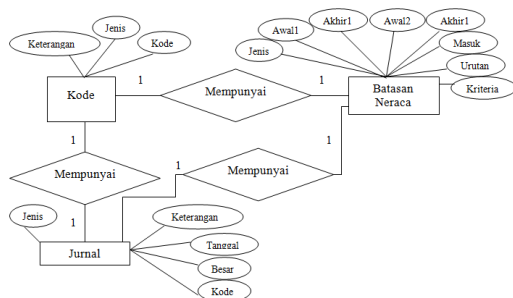 Akhir1
Awal2
Akhir1
Awal1
Jenis
Keterangan
Kode
Jenis
Masuk
Urutan
Kriteria
1
1
Kode
Mempunyai
Batasan
Neraca
1
1
1
Mempunyai
Mempunyai
Jenis
1
Keterangan
Tanggal
Jurnal
Besar
Kode